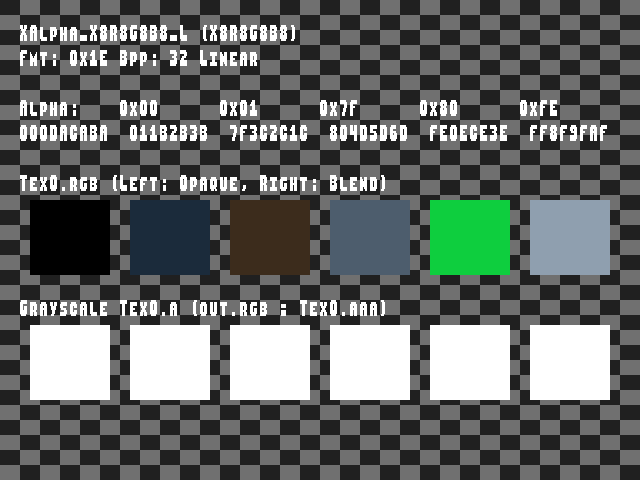 XAlpha_X8R8G8B8_L (X8R8G8B8)
Fmt: 0x1E Bpp: 32 Linear
Alpha: 0x00 0x01 0x7f 0x80 0xfE
000DACABA 011B2B3B 7f3C2C1C 804D5D6D fE0ECE3E ff8f9fAf
Tex0.rgb (Left: Opaque, Right: Blend)
Grayscale Tex0.a (out.rgb = Tex0.aaa)